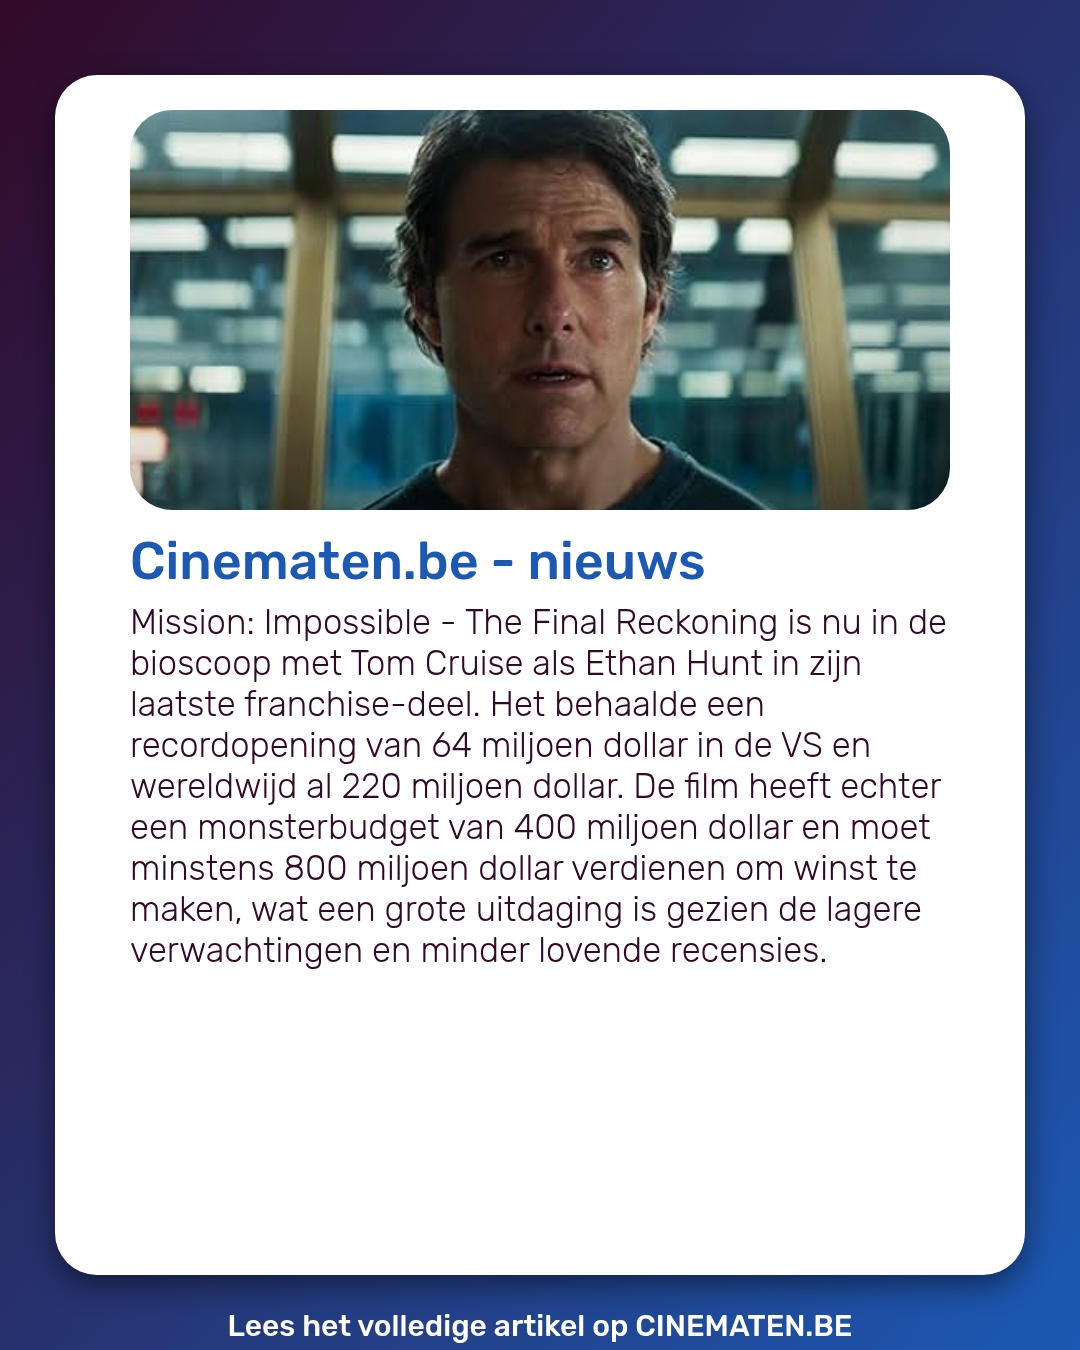 Cinematen.be - nieuws
Mission: Impossible - The Final Reckoning is nu in de
bioscoop met Tom Cruise als Ethan Hunt in zijn
laatste franchise-deel. Het behaalde een
recordopening van 64 miljoen dollar in de VS en
wereldwijd al 220 miljoen dollar. De film heeft echter
een monsterbudget van 400 miljoen dollar en moet
minstens 800 miljoen dollar verdienen om winst te
maken, wat een grote uitdaging is gezien de lagere
verwachtingen en minder lovende recensies.
Lees het volledige artikel op CINEMATEN.BE